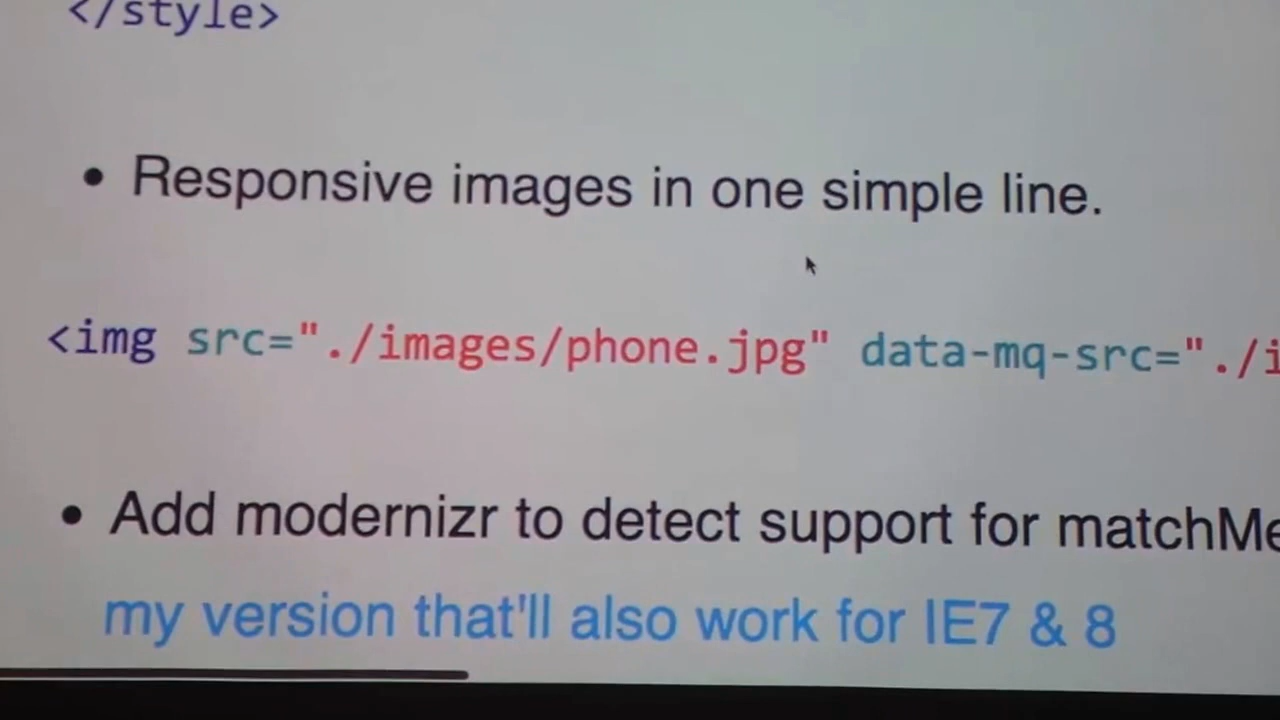 </style>
• Responsive images in one simple line.
<img src="./images/phone.jpg" data-mq-src="./i
• Add modernizr to detect support for matchMe
my version that'll also work for IE7 & 8